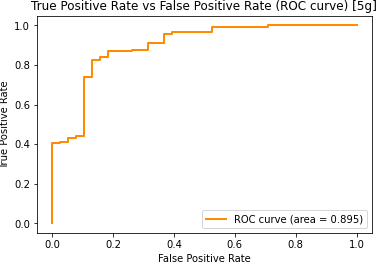 True Positive Rate vs False Positive Rate (ROC curve) [5g]
True Positive Rate
1.0
0.8
0.6
0.4
0.2
0.0
ROC curve (area = 0.895)
0.0 0.2 0.4 0.6 0.8 1.0
False Positive Rate